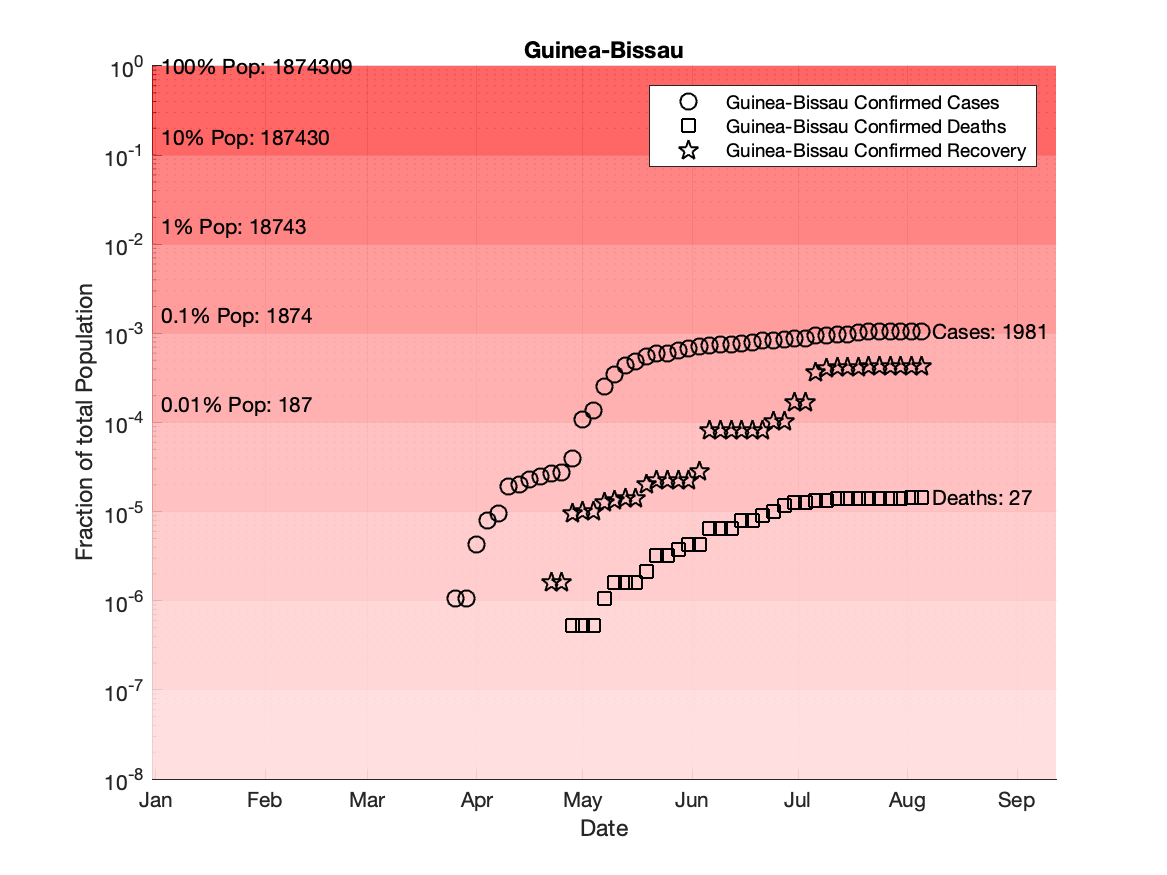 Guinea-Bissau
Guinea-Bissau Confirmed Cases
Guinea-Bissau Confirmed Deaths
Guinea-Bissau Confirmed Recovery
100% Pop: 1874309
10% Pop: 187430
1% Pop: 18743
0.1% Pop: 1874
0.01% Pop: 187
Cases: 1981
Deaths: 27
Fraction of total Population
10^0
10^-1
10^-2
10^-3
10^-4
10^-5
10^-6
10^-7
10^-8
Jan Feb Mar Apr May Jun Jul Aug Sep
Date